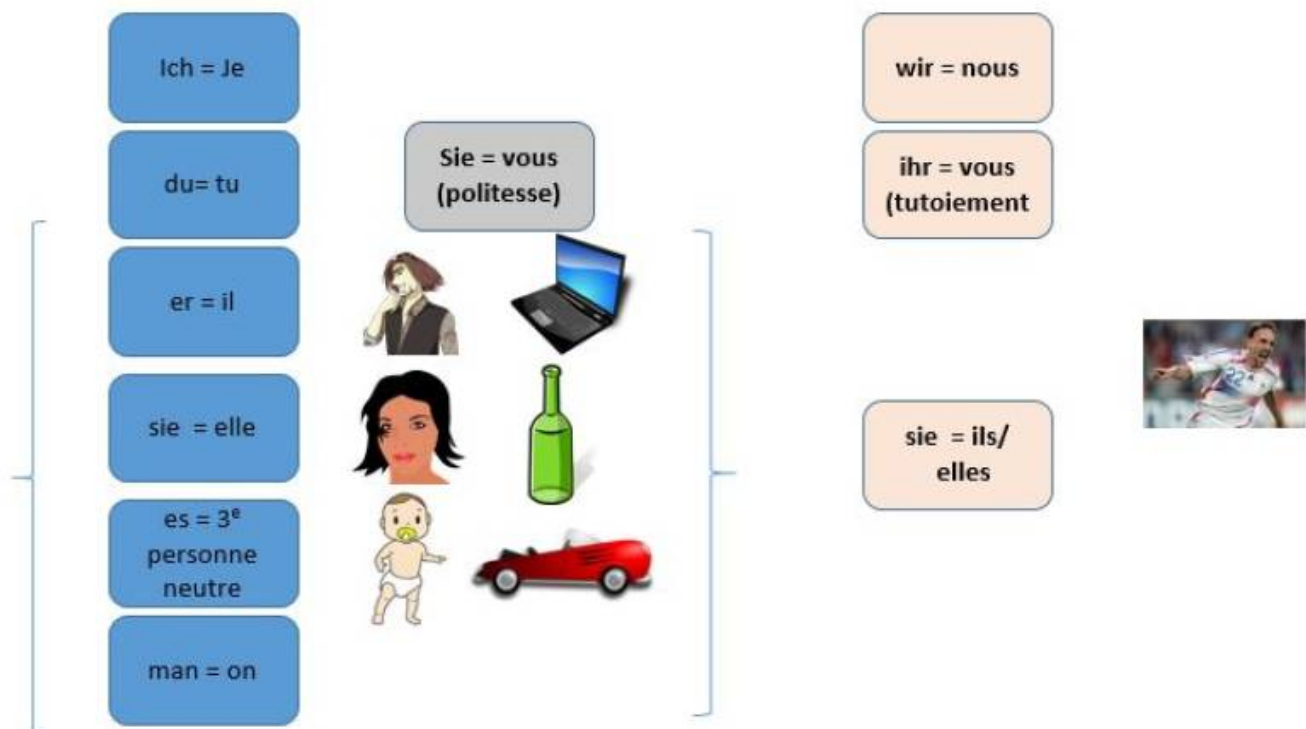 Ich = Je
du= tu
er = il
sie = elle
es = 3e
personne
neutre
man = on
Sie = vous
(politesse)
wir = nous
ihr = vous
(tutoiement
sie = ils/
elles
22